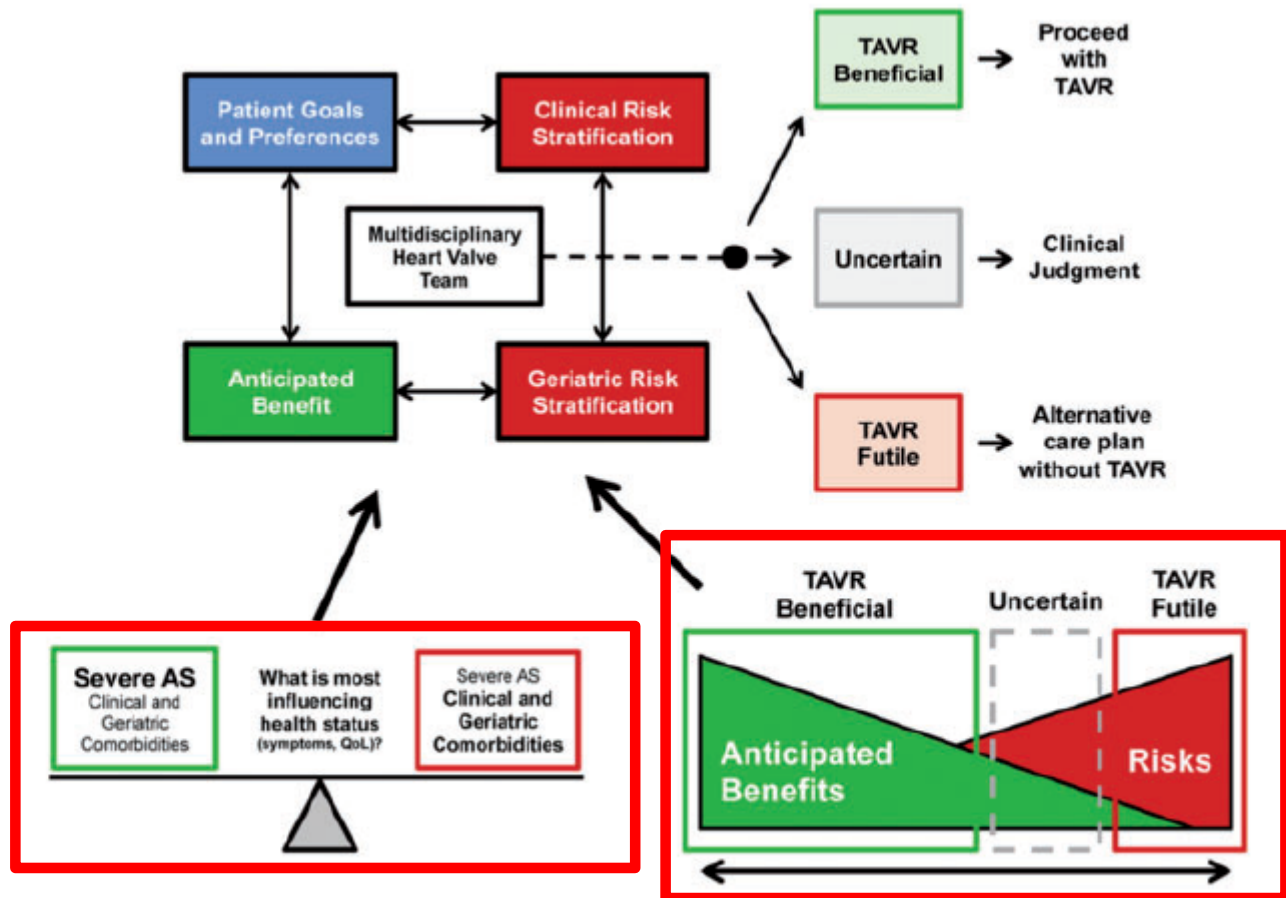 Patient Goals
and Preferences
Clinical Risk
Stratification
Multidisciplinary
Heart Valve
Team
Anticipated
Benefit
Geriatric Risk
Stratification
TAVR
Beneficial
Proceed
with
TAVR
Uncertain
Clinical
Judgment
TAVR
Futile
Alternative
care plan
without TAVR
Severe AS
Clinical and
Geriatric
Comorbidities
What is most
influencing
health status
(symptoms, QoL)?
Severe AS
Clinical and
Geriatric
Comorbidities
TAVR
Beneficial
Uncertain
TAVR
Futile
Anticipated
Benefits
Risks